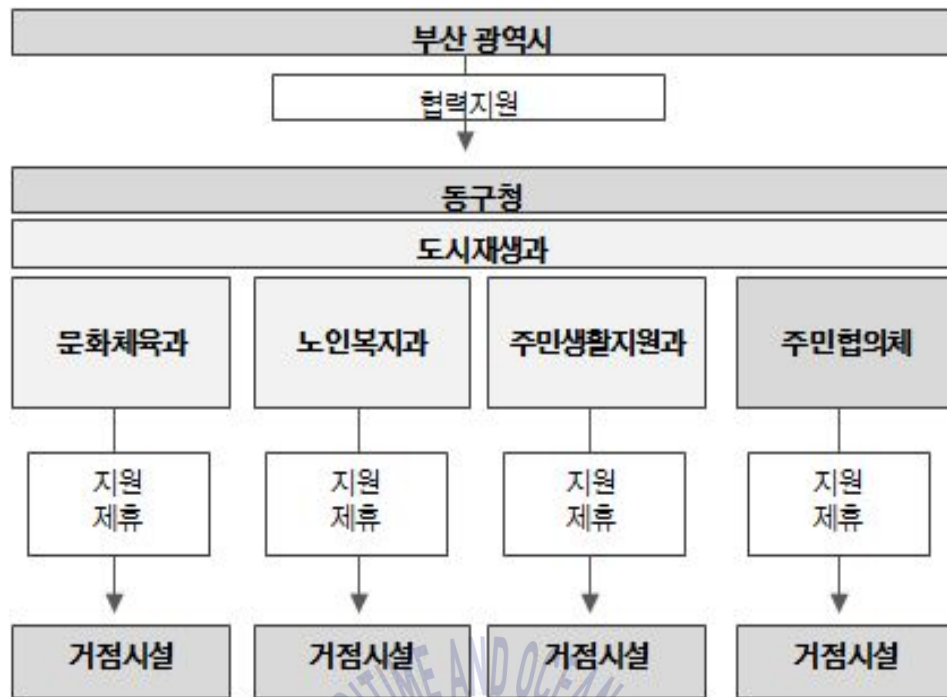 부산 광역시
협력지원
동구청
도시재생과
문화체육과 노인복지과 주민생활지원과 주민협의체
지원 지원 지원 지원
제휴 제휴 제휴 제휴
거점시설 거점시설 거점시설 거점시설
TIME AND OCEAN